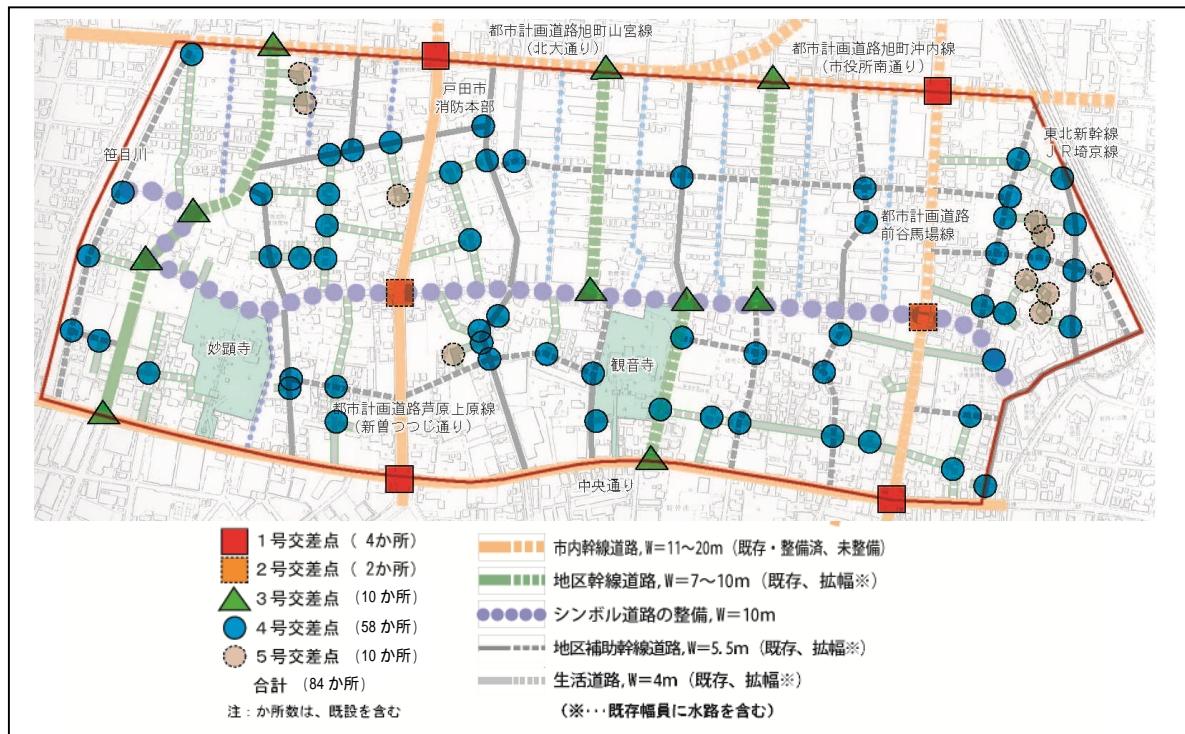 都市計画道路旭町山宮線
(北大通り)
都市計画道路旭町沖内線
(市役所南通り)
戸田市
消防本部
東北新幹線
JR埼京線
笹目川
都市計画道路
前谷馬場線
妙顕寺
観音寺
都市計画道路芦原上原線
(新曽つつじ通り)
中央通り
1号交差点 ( 4か所)
2号交差点 ( 2か所)
3号交差点 (10か所)
4号交差点 (58か所)
5号交差点 (10か所)
合計 (84か所)
注:か所数は、既設を含む
市内幹線道路,W=11~20m (既存・整備済、未整備)
地区幹線道路,W=7~10m (既存、拡幅※)
シンボル道路の整備,W=10m
地区補助幹線道路,W=5.5m (既存、拡幅※)
生活道路,W=4m (既存、拡幅※)
(※・・・既存幅員に水路を含む)